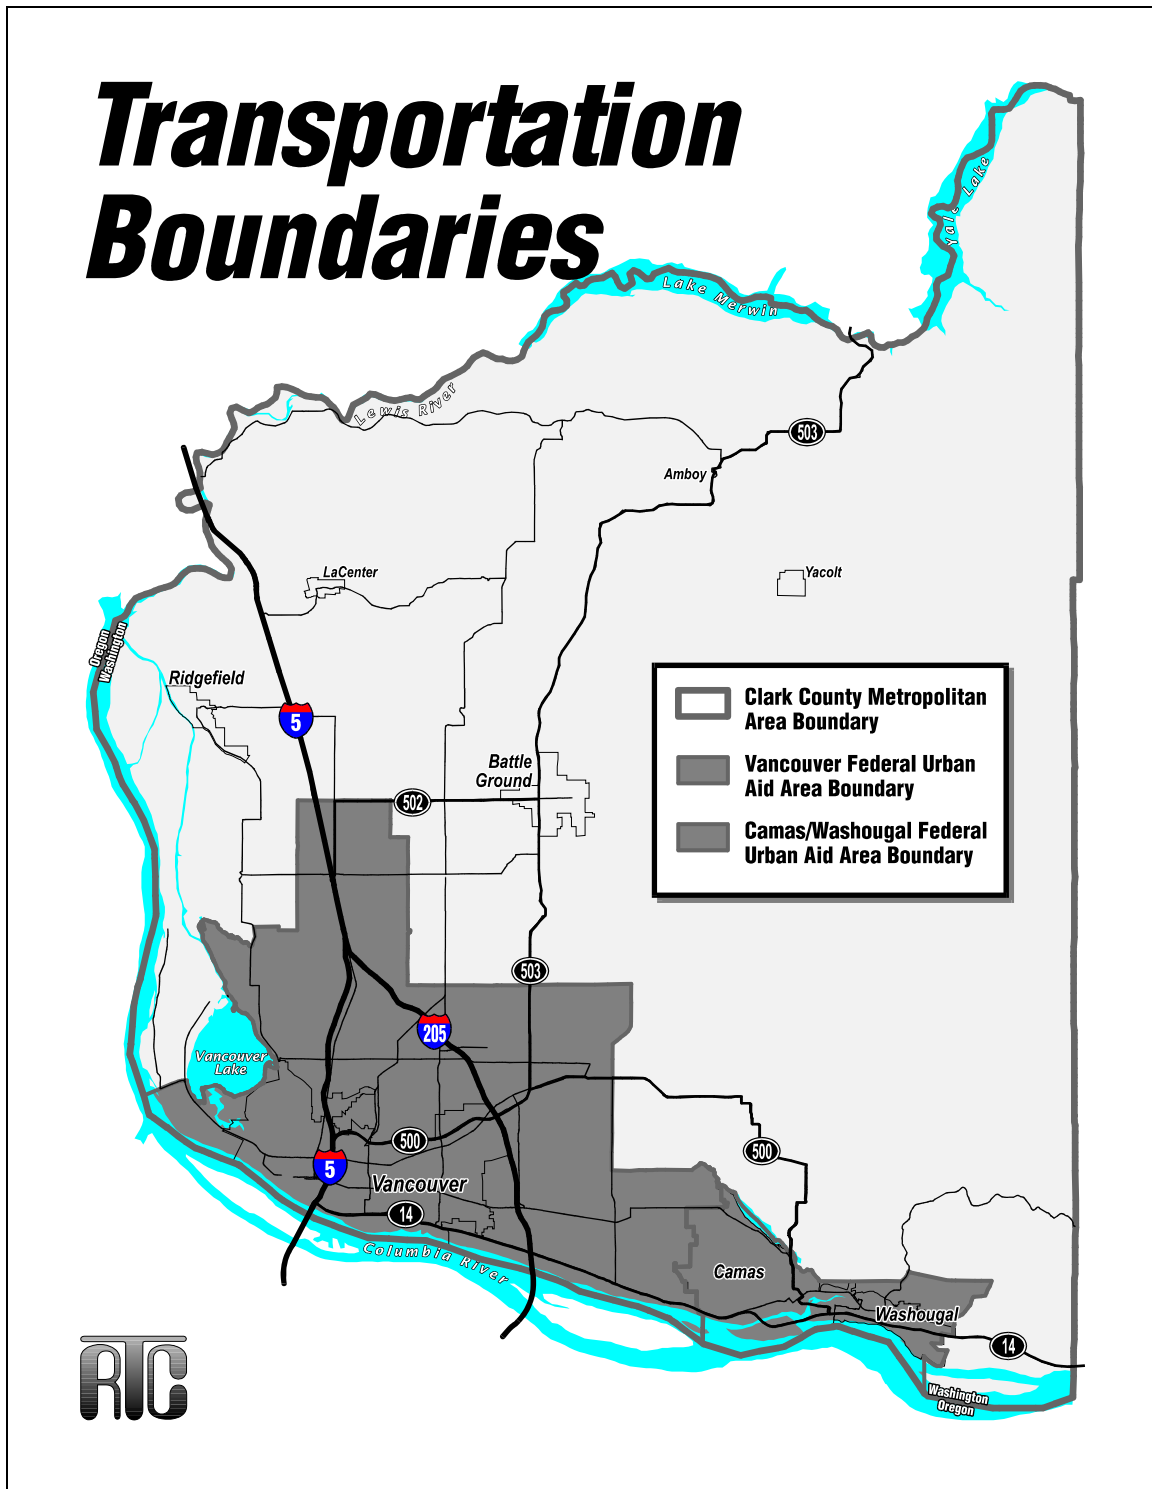 Transportation
Boundaries
Yale Lake
Lake Merwin
Lewis River
503
Amboy
LaCenter
Yacolt
Oregon
Washington
Ridgefield
5
Clark County Metropolitan
Area Boundary
Vancouver Federal Urban
Aid Area Boundary
Camas/Washougal Federal
Urban Aid Area Boundary
Battle
Ground
502
503
205
Vancouver
Lake
500
500
5
Vancouver
14
Columbia River
Camas
Washougal
14
Washington
Oregon
RTC